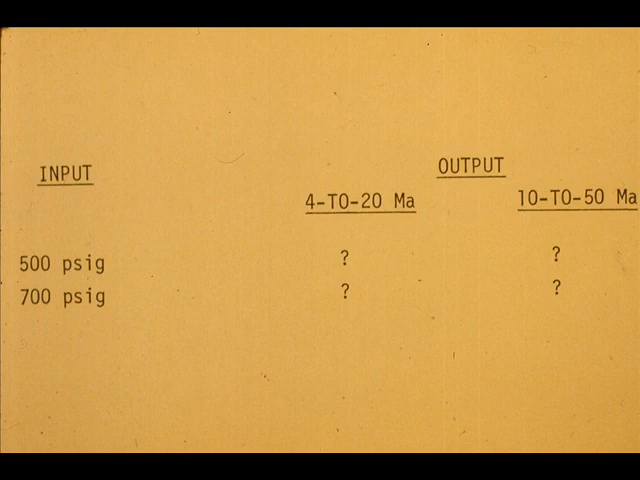 INPUT
OUTPUT
4-TO-20 Ma
10-TO-50 Ma
500 psig ? ?
700 psig ? ?